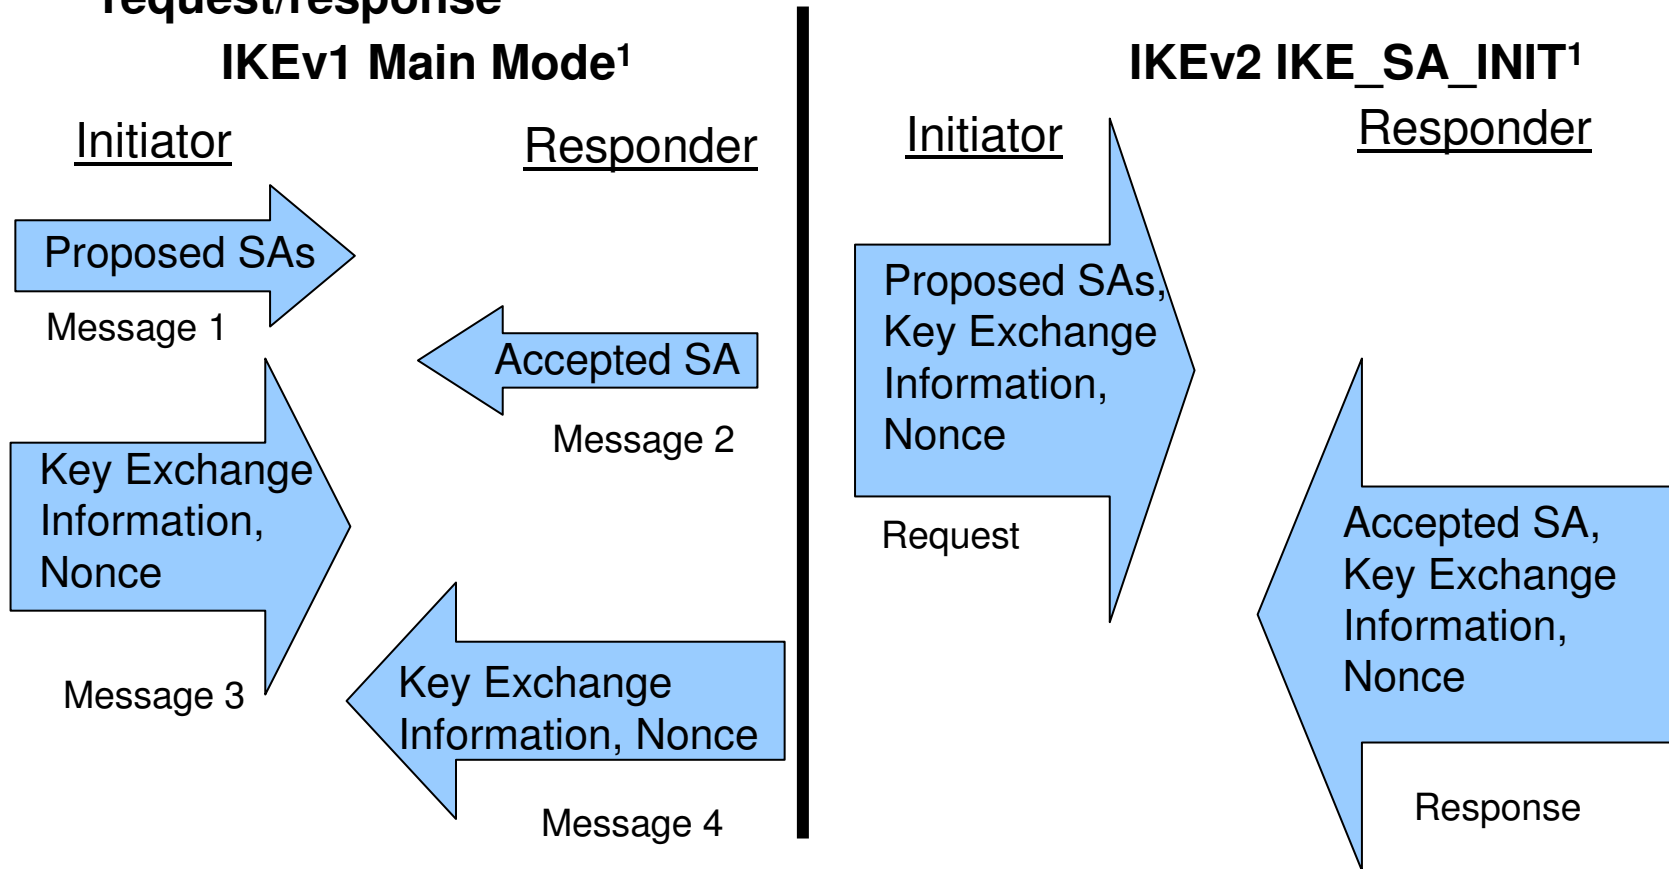 request/response
IKEv1 Main Mode¹
Initiator
Responder
Proposed SAs
Message 1
Accepted SA
Message 2
Key Exchange
Information,
Nonce
Message 3
Key Exchange
Information, Nonce
Message 4
IKEv2 IKE_SA_INIT¹
Initiator
Responder
Proposed SAs,
Key Exchange
Information,
Nonce
Request
Accepted SA,
Key Exchange
Information,
Nonce
Response